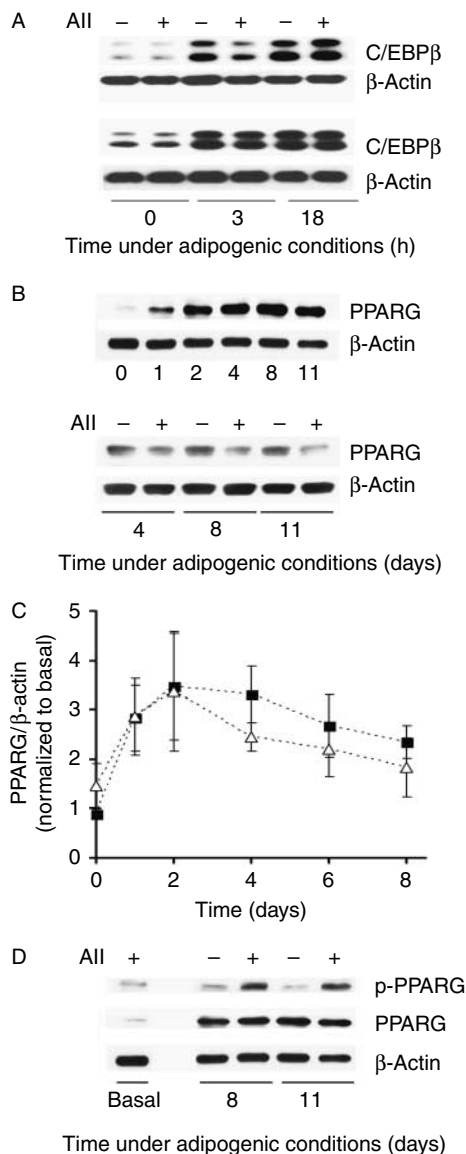 A
AII − + − + − +
C/EBPβ
β-Actin
C/EBPβ
β-Actin
0 3 18
Time under adipogenic conditions (h)
B
PPARG
β-Actin
0 1 2 4 8 11
AII − + − + − +
PPARG
β-Actin
4 8 11
Time under adipogenic conditions (days)
C
PPARG/β-actin
(normalized to basal)
5
4
3
2
1
0
0 2 4 6 8
Time (days)
D
AII + − + − +
p-PPARG
PPARG
β-Actin
Basal 8 11
Time under adipogenic conditions (days)